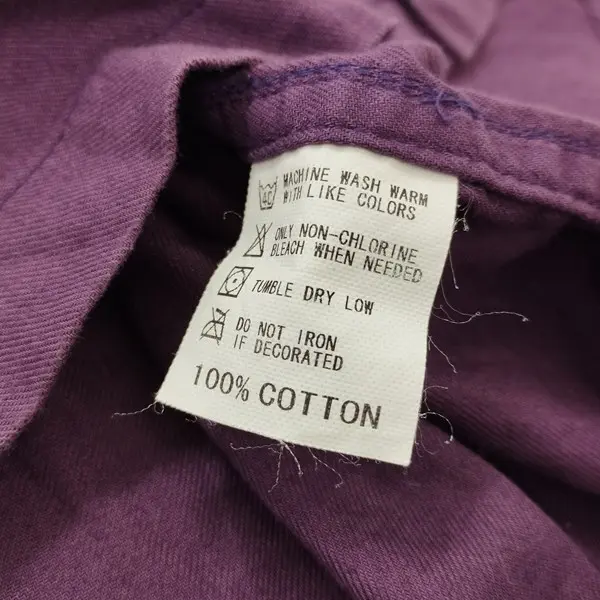 40
MACHINE WASH WARM
WITH LIKE COLORS
ONLY NON-CHLORINE
BLEACH WHEN NEEDED
TUMBLE DRY LOW
DO NOT IRON
IF DECORATED
100% COTTON